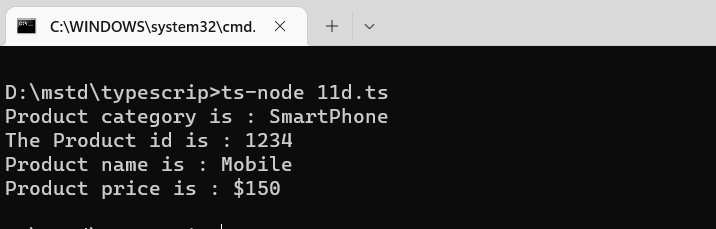 C:\WINDOWS\system32\cmd.
D:\mstd\typescrip>ts-node 11d.ts
Product category is : SmartPhone
The Product id is : 1234
Product name is : Mobile
Product price is : $150